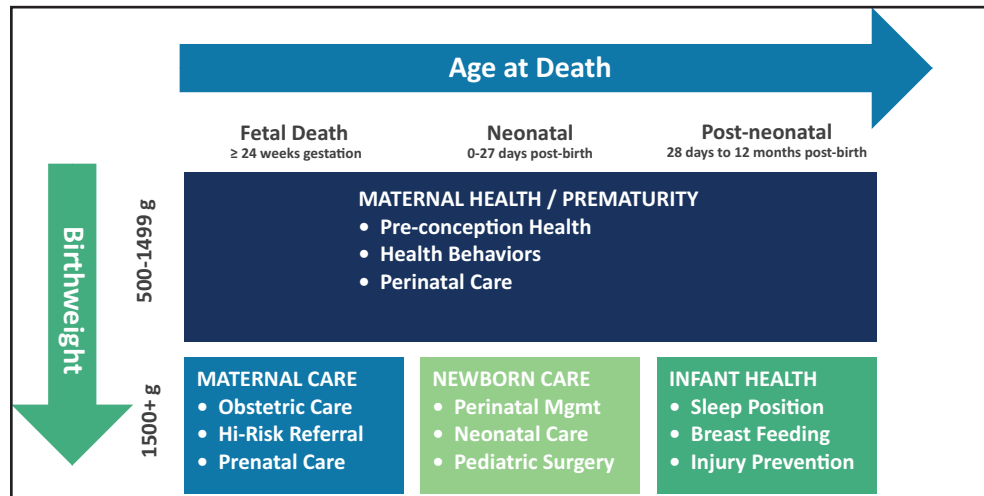 Age at Death
Fetal Death
≥ 24 weeks gestation
Neonatal
0-27 days post-birth
Post-neonatal
28 days to 12 months post-birth
Birthweight
500-1499 g
MATERNAL HEALTH / PREMATURITY
• Pre-conception Health
• Health Behaviors
• Perinatal Care
1500+ g
MATERNAL CARE
• Obstetric Care
• Hi-Risk Referral
• Prenatal Care
NEWBORN CARE
• Perinatal Mgmt
• Neonatal Care
• Pediatric Surgery
INFANT HEALTH
• Sleep Position
• Breast Feeding
• Injury Prevention